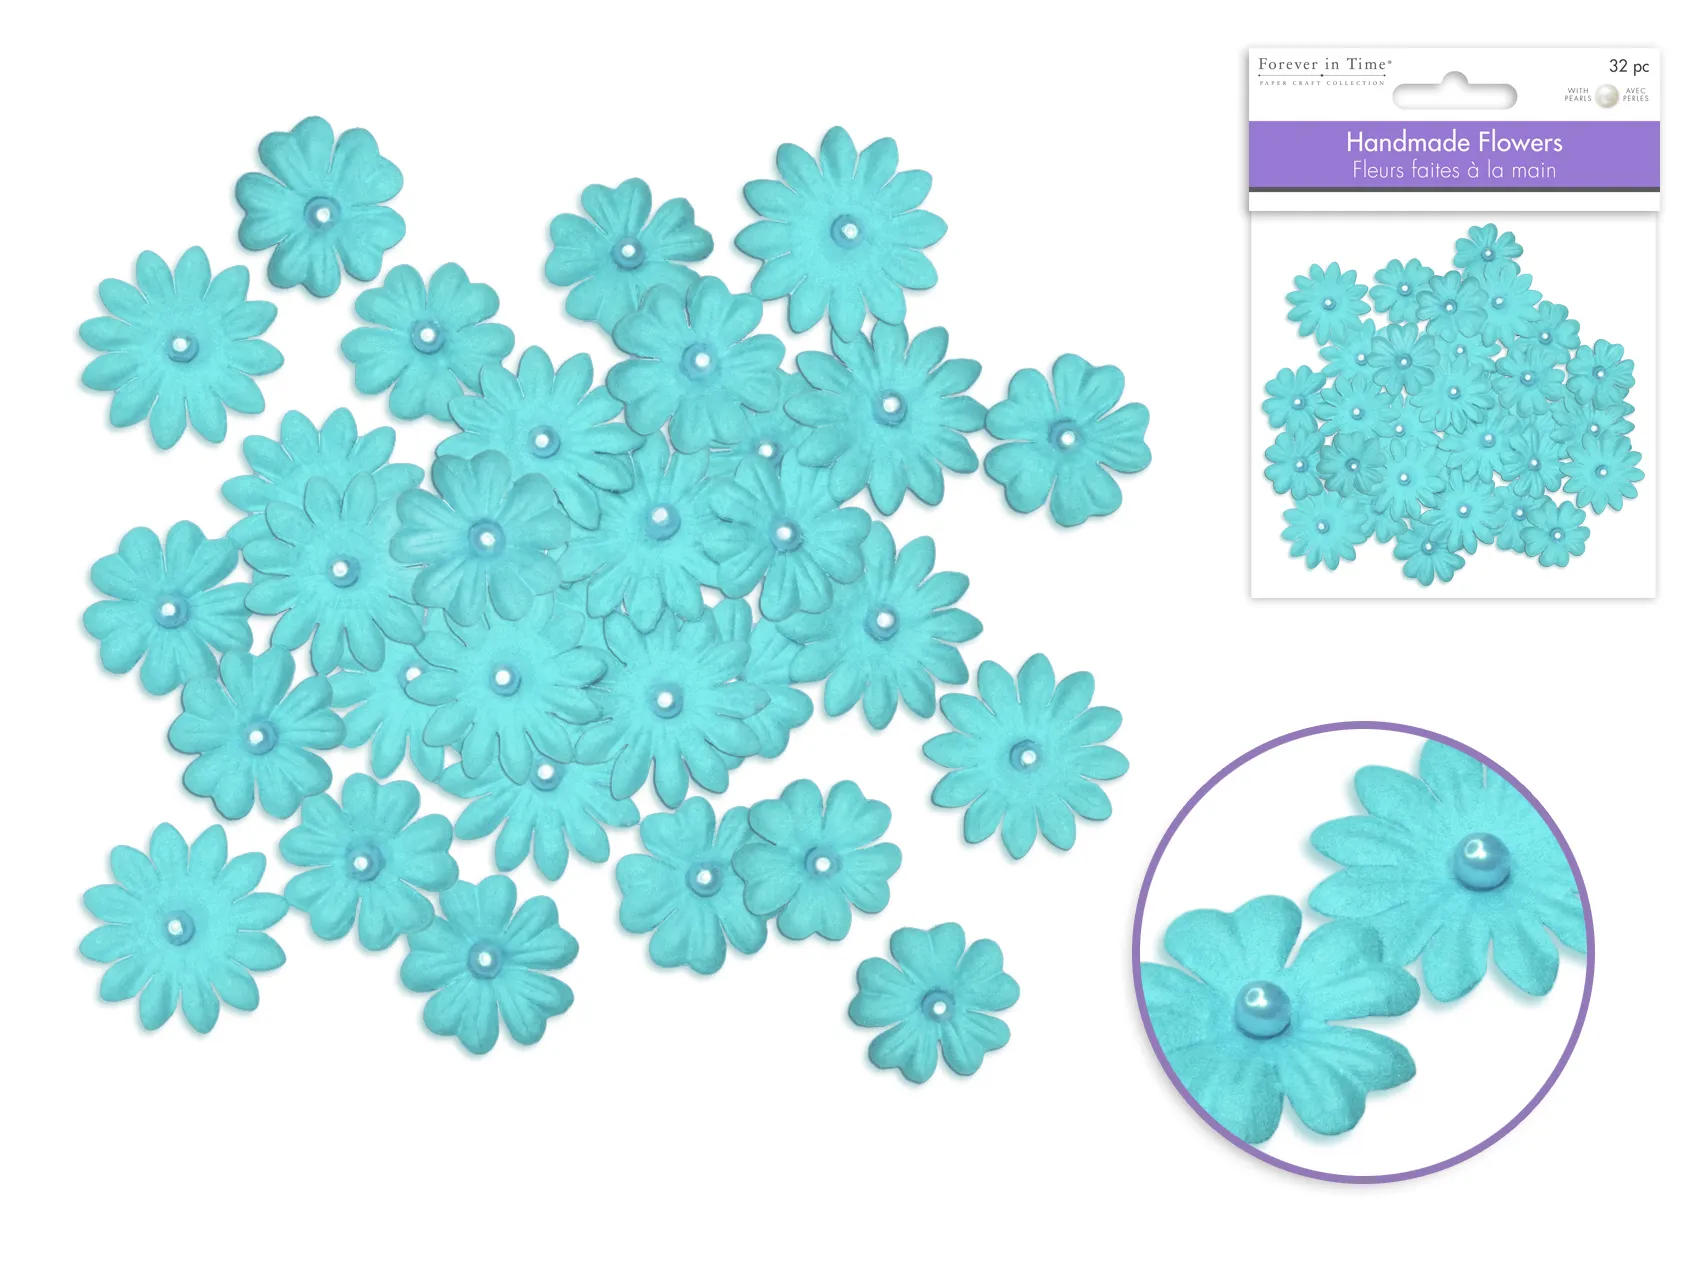 Forever in Time®
PAPER CRAFT COLLECTION
32 pc
WITH PEARLS
AVEC PERLES
Handmade Flowers
Fleurs faites à la main